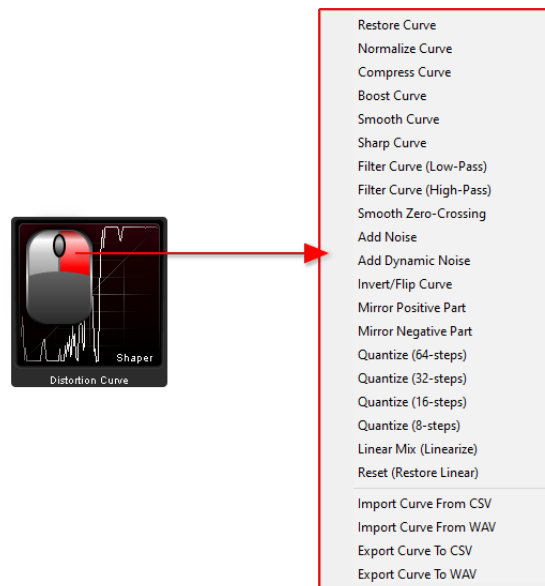 Restore Curve
Normalize Curve
Compress Curve
Boost Curve
Smooth Curve
Sharp Curve
Filter Curve (Low-Pass)
Filter Curve (High-Pass)
Smooth Zero-Crossing
Add Noise
Add Dynamic Noise
Invert/Flip Curve
Mirror Positive Part
Mirror Negative Part
Quantize (64-steps)
Quantize (32-steps)
Quantize (16-steps)
Quantize (8-steps)
Linear Mix (Linearize)
Reset (Restore Linear)
Import Curve From CSV
Import Curve From WAV
Export Curve To CSV
Export Curve To WAV
Shaper
Distortion Curve